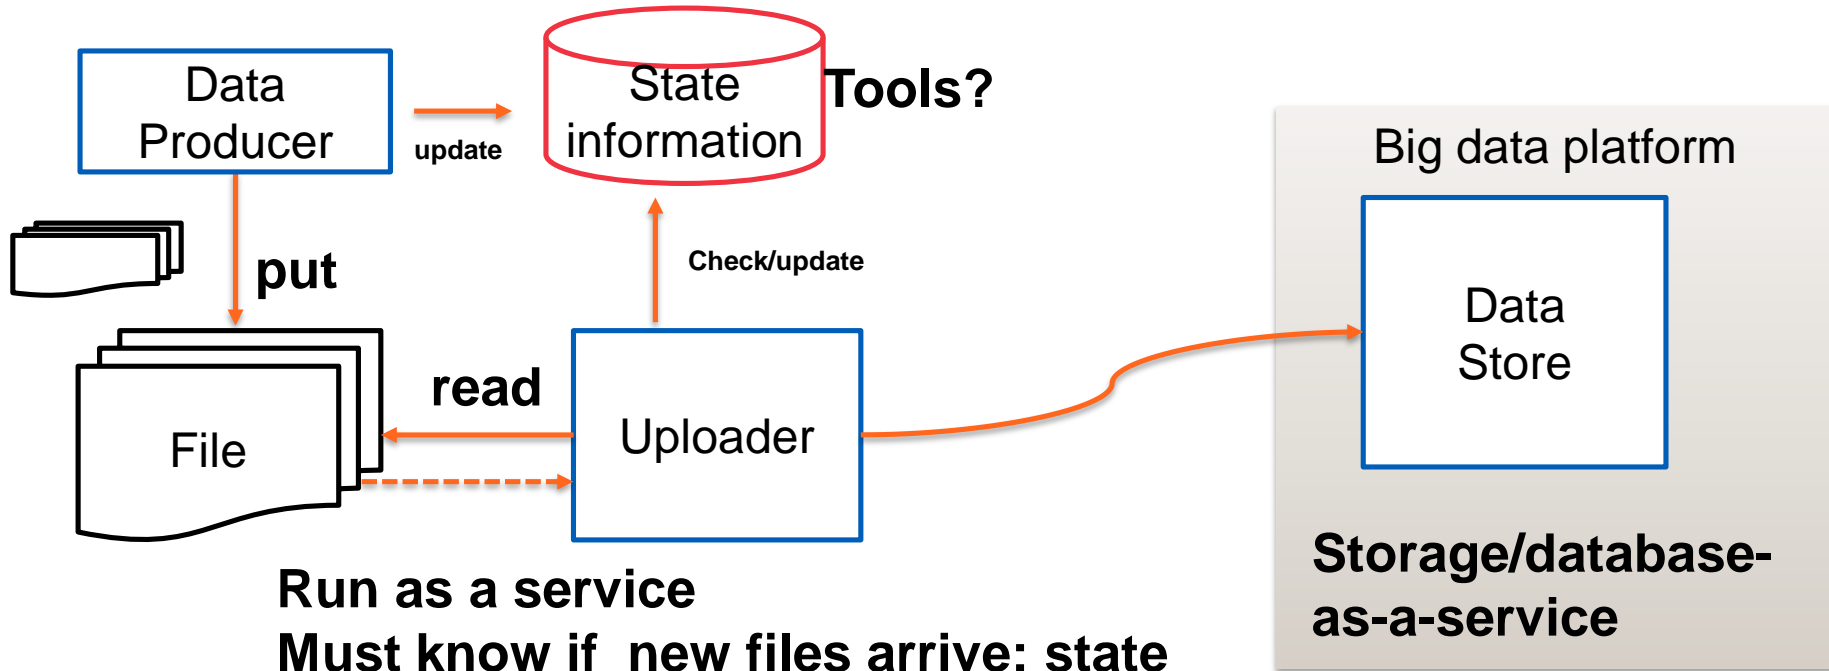 Data
Producer
update
State
information
Tools?
Big data platform
put
Check/update
Data
Store
read
File
Uploader
Storage/database-
as-a-service
Run as a service
Must know if new files arrive: state